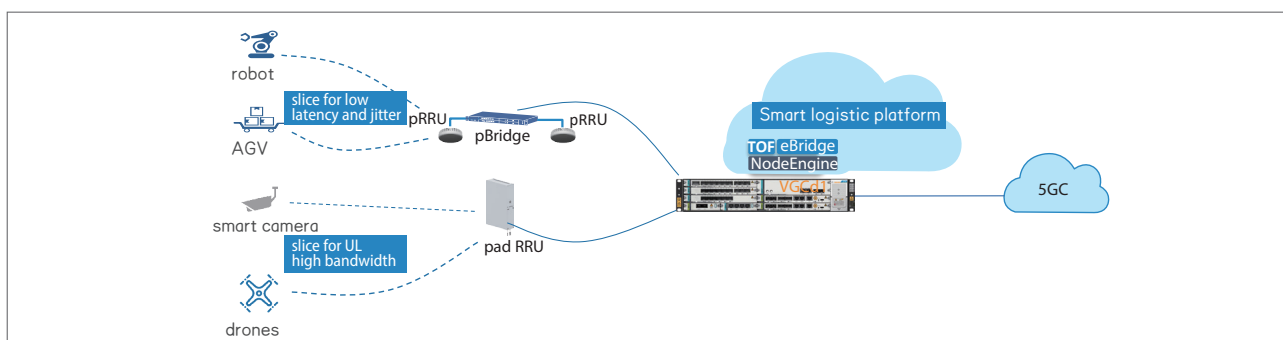 robot
slice for low
latency and jitter
AGV
pRRU
pRRU
pBridge
smart camera
slice for UL
high bandwidth
pad RRU
drones
Smart logistic platform
TOF eBridge
NodeEngine
VGCd1
5GC